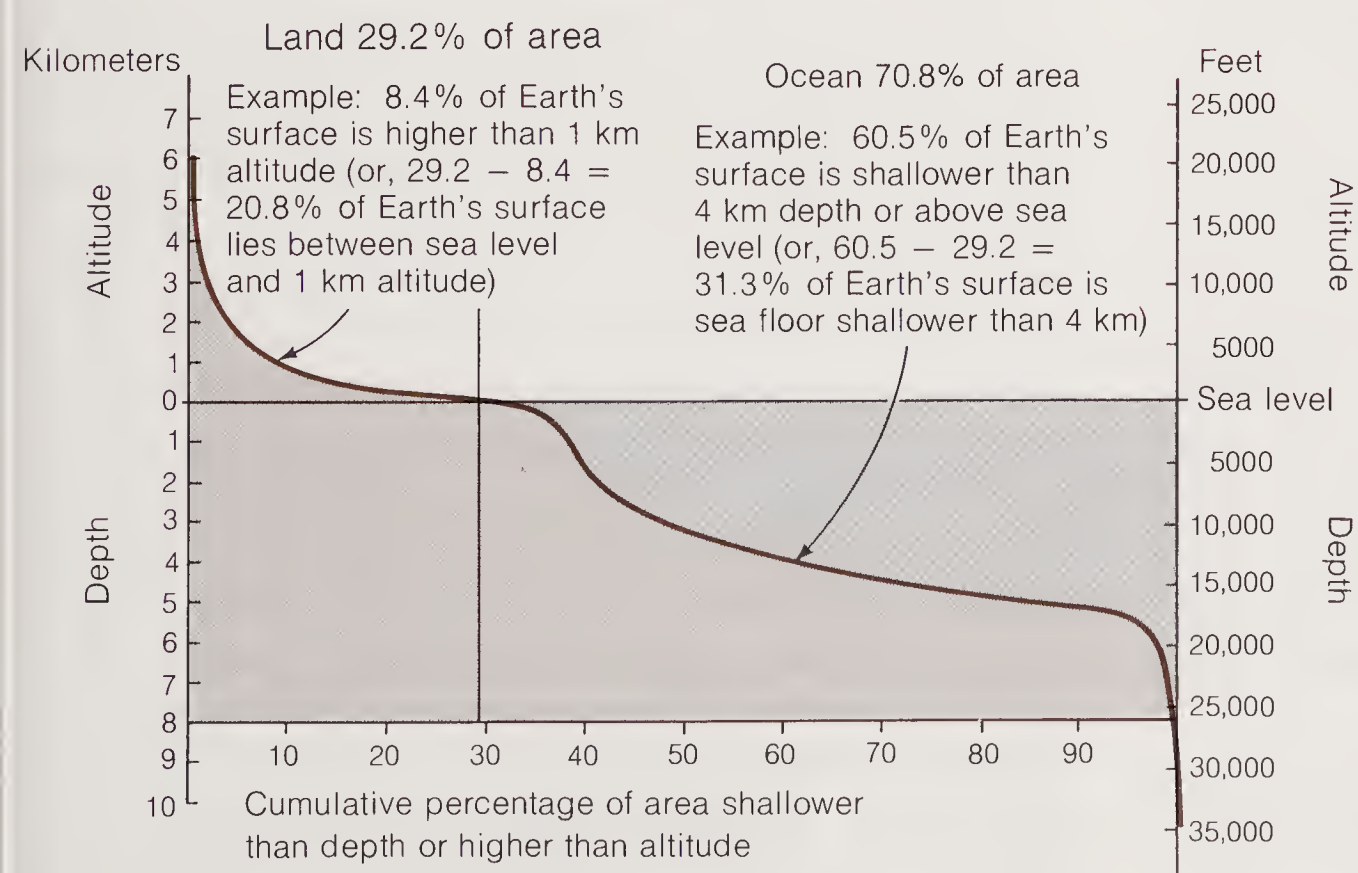 Land 29.2% of area
Kilometers
Example: 8.4% of Earth's
surface is higher than 1 km
altitude (or, 29.2 − 8.4 =
20.8% of Earth's surface
lies between sea level
and 1 km altitude)
Ocean 70.8% of area
Example: 60.5% of Earth's
surface is shallower than
4 km depth or above sea
level (or, 60.5 − 29.2 =
31.3% of Earth's surface is
sea floor shallower than 4 km)
Feet
Altitude
Depth
7
6
5
4
3
2
1
0
1
2
3
4
5
6
7
8
9
10
25,000
20,000
15,000
10,000
5000
Sea level
5000
10,000
15,000
20,000
25,000
30,000
35,000
Altitude
Depth
10 20 30 40 50 60 70 80 90
Cumulative percentage of area shallower
than depth or higher than altitude